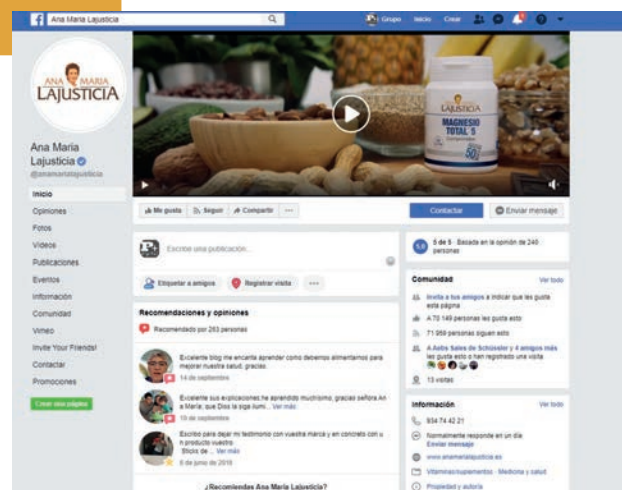 Ana Maria Lajusticia
Grupo Inicio Crear
ANA MARIA
LAJUSTICIA
LAJUSTICIA
MAGNESIO
TOTAL 5
Comprimidos
Ana Maria
Lajusticia
@anamarialajusticia
Inicio
Opiniones
Fotos
Vídeos
Publicaciones
Eventos
Información
Comunidad
Vimeo
Invite Your Friends!
Contactar
Promociones
Crear una página
Me gusta Seguir Compartir ...
Contactar Enviar mensaje
Escribe una publicación...
Etiquetar a amigos Registrar visita ...
Recomendaciones y opiniones
Recomendado por 263 personas
Excelente blog me encanta aprender como debemos alimentarnos para
mejorar nuestra salud, gracias.
14 de septiembre
Excelente sus explicaciones, he aprendido muchísimo, gracias señora An
a María; que Dios la siga ilumi... Ver más
10 de septiembre
Escribo para dejar mi testimonio con vuestra marca y en concreto con u
n producto vuestro
Silicio de ... Ver más
6 de junio de 2018
¿Recomiendas Ana Maria Lajusticia?
5 de 5 · Basada en la opinión de 240
personas
Comunidad Ver todo
Invita a tus amigos a indicar que les gusta
esta página
A 70 149 personas les gusta esto
71 959 personas siguen esto
A Aobs Sales de Schüssler y 4 amigos más
les gusta esto o han registrado una visita
13 visitas
Información Ver todo
934 74 42 21
Normalmente responde en un día
Enviar mensaje
www.anamarialajusticia.es
Vitaminas/suplementos · Medicina y salud
Propiedad y autoría